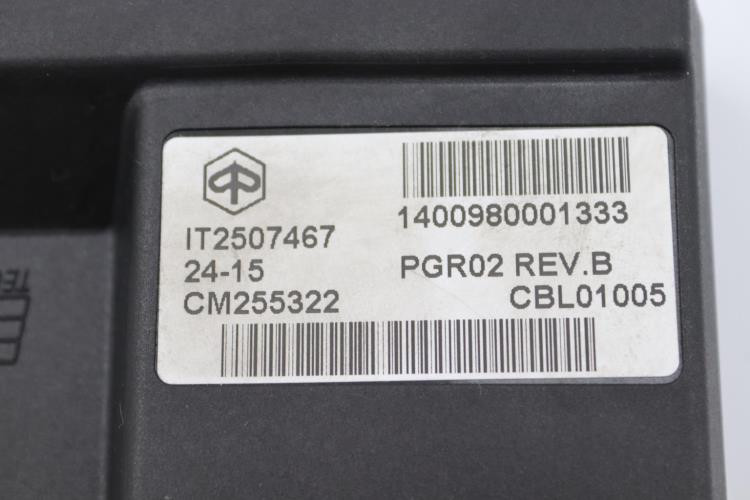 1400980001333
IT2507467
24-15
PGR02 REV.B
CM255322
CBL01005